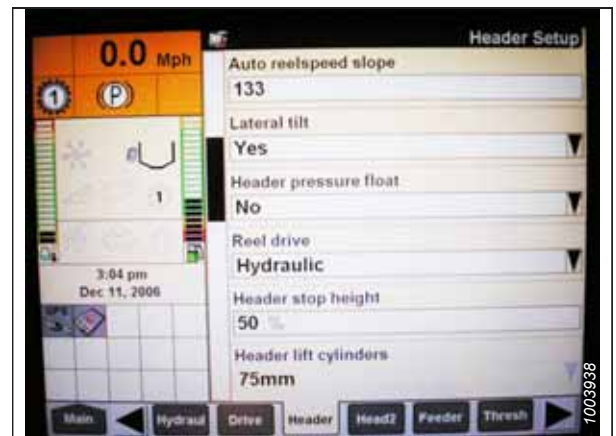 0.0 Mph
Header Setup
1
(P)
Auto reelspeed slope
133
Lateral tilt
Yes
1
Header pressure float
No
Reel drive
Hydraulic
3:04 pm
Dec 11, 2006
Header stop height
50 %
Header lift cylinders
75mm
Main
Hydraul
Drive
Header
Head2
Feeder
Thresh
1003938